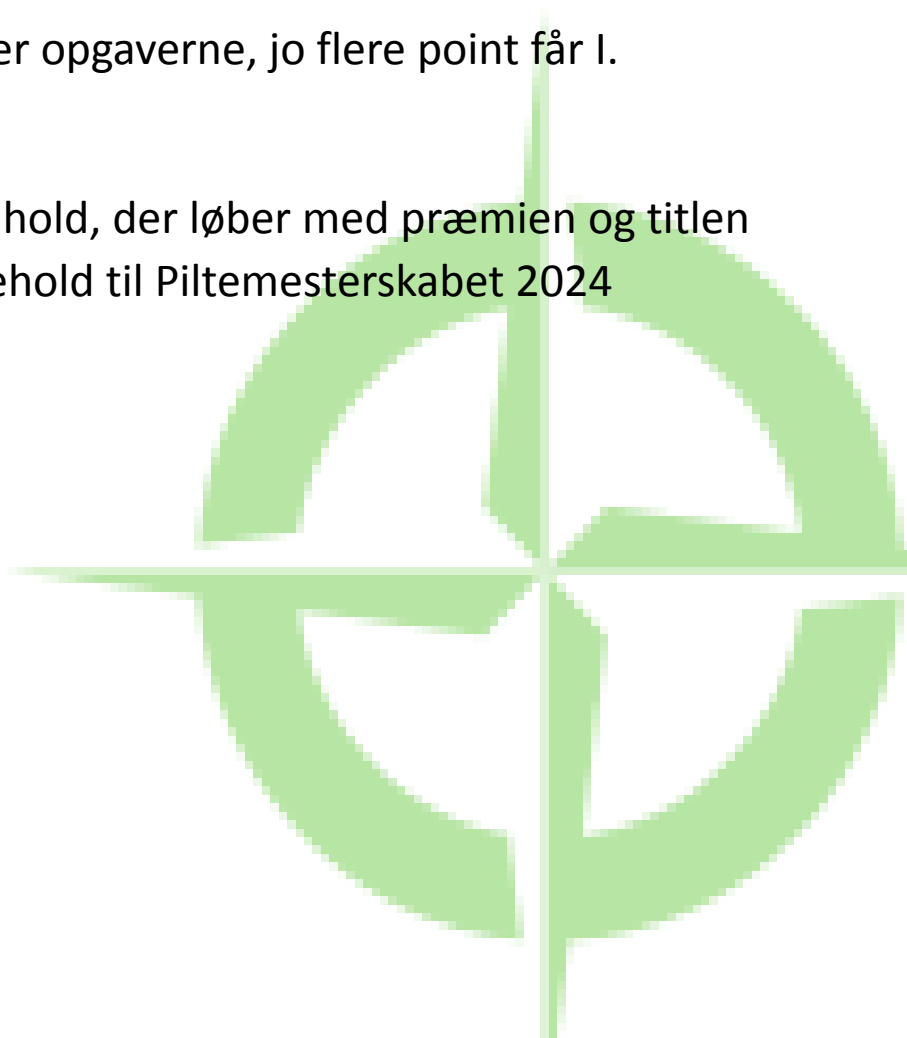 er opgaverne, jo flere point får I.
hold, der løber med præmien og titlen
ehold til Piltemesterskabet 2024